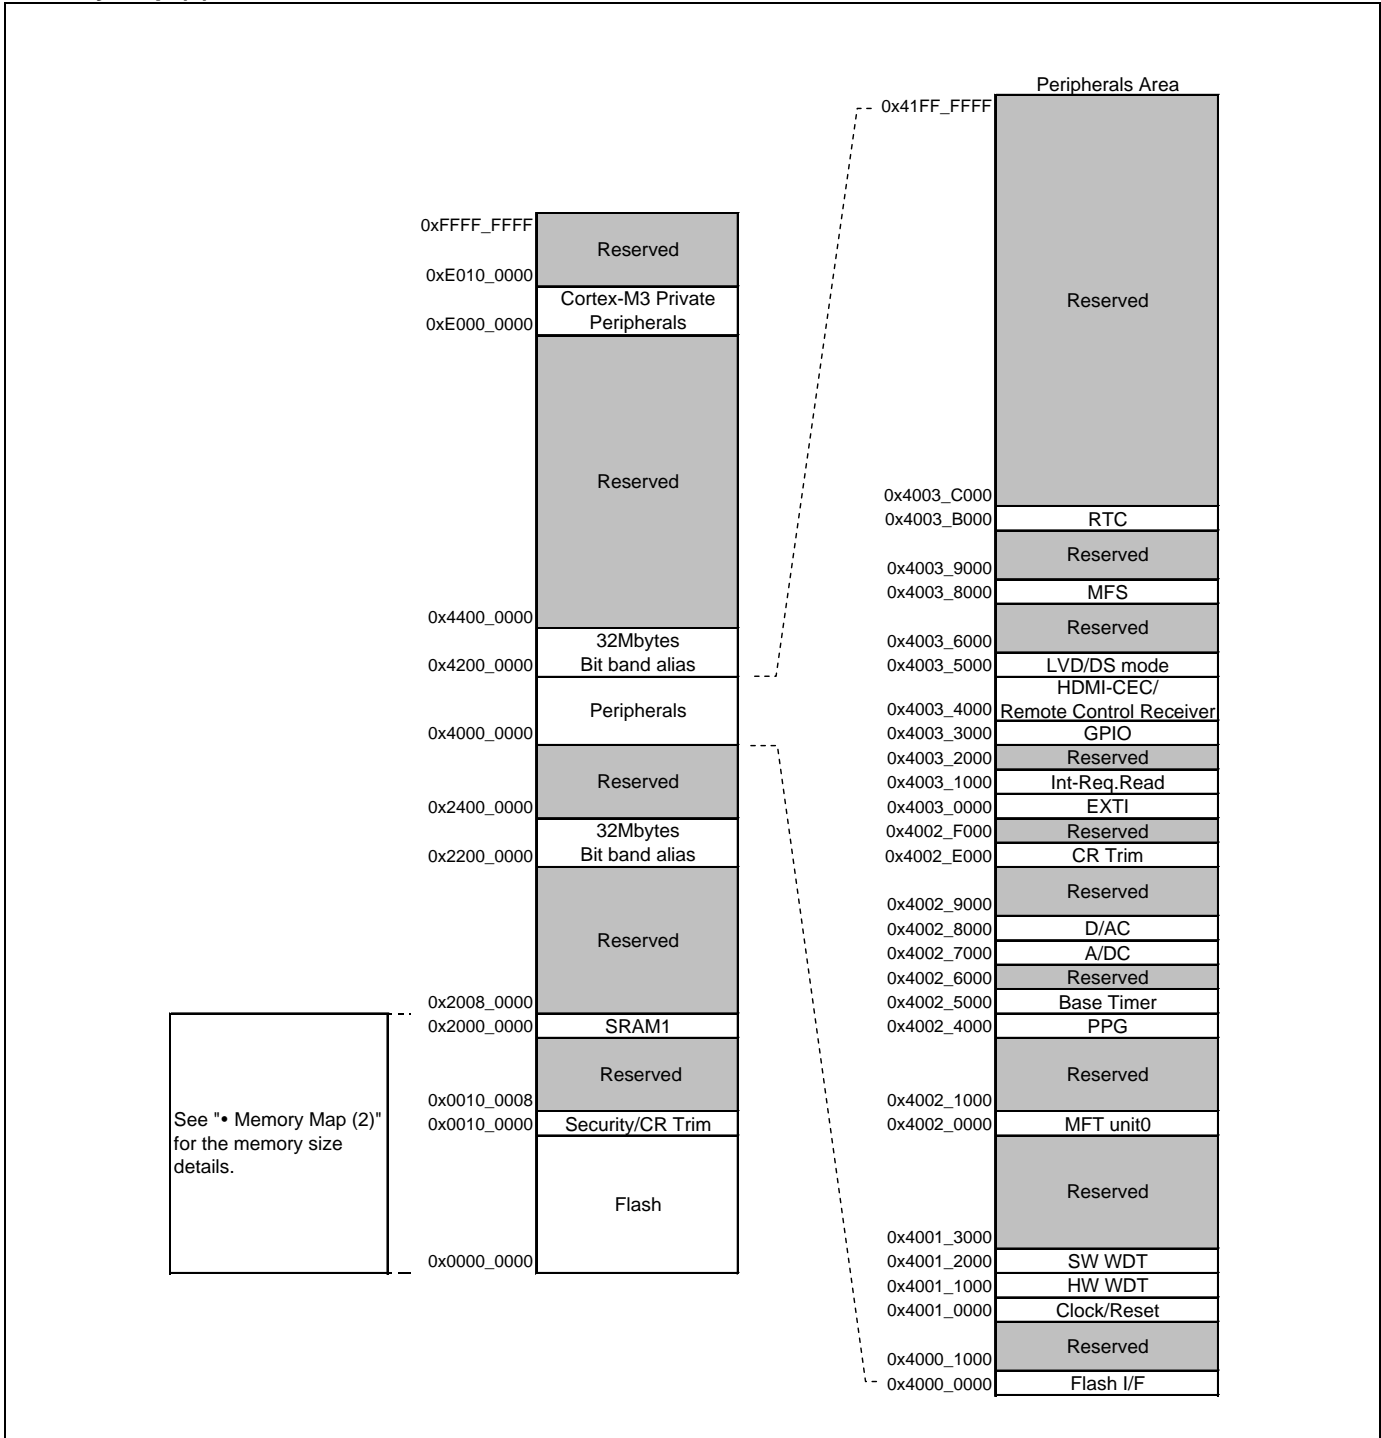 Peripherals Area
0x41FF_FFFF
Reserved
0x4003_C000
0x4003_B000 RTC
Reserved
0x4003_9000
0x4003_8000 MFS
Reserved
0x4003_6000
0x4003_5000 LVD/DS mode
HDMI-CEC/
0x4003_4000 Remote Control Receiver
0x4003_3000 GPIO
0x4003_2000 Reserved
0x4003_1000 Int-Req.Read
0x4003_0000 EXTI
0x4002_F000 Reserved
0x4002_E000 CR Trim
Reserved
0x4002_9000
0x4002_8000 D/AC
0x4002_7000 A/DC
0x4002_6000 Reserved
0x4002_5000 Base Timer
0x4002_4000 PPG
Reserved
0x4002_1000
0x4002_0000 MFT unit0
Reserved
0x4001_3000
0x4001_2000 SW WDT
0x4001_1000 HW WDT
0x4001_0000 Clock/Reset
Reserved
0x4000_1000
0x4000_0000 Flash I/F
0xFFFF_FFFF
Reserved
0xE010_0000
Cortex-M3 Private
0xE000_0000 Peripherals
Reserved
0x4400_0000
32Mbytes
0x4200_0000 Bit band alias
Peripherals
0x4000_0000
Reserved
0x2400_0000
32Mbytes
0x2200_0000 Bit band alias
Reserved
0x2008_0000
0x2000_0000 SRAM1
Reserved
0x0010_0008
0x0010_0000 Security/CR Trim
Flash
0x0000_0000
See "• Memory Map (2)"
for the memory size
details.